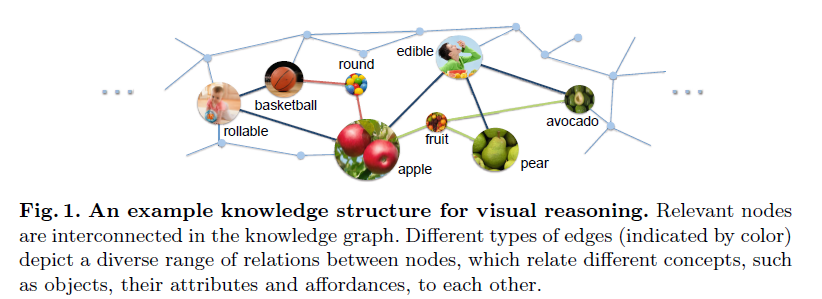 edible
round
basketball
avocado
rollable
fruit
apple
pear
Fig. 1. An example knowledge structure for visual reasoning. Relevant nodes
are interconnected in the knowledge graph. Different types of edges (indicated by color)
depict a diverse range of relations between nodes, which relate different concepts, such
as objects, their attributes and affordances, to each other.